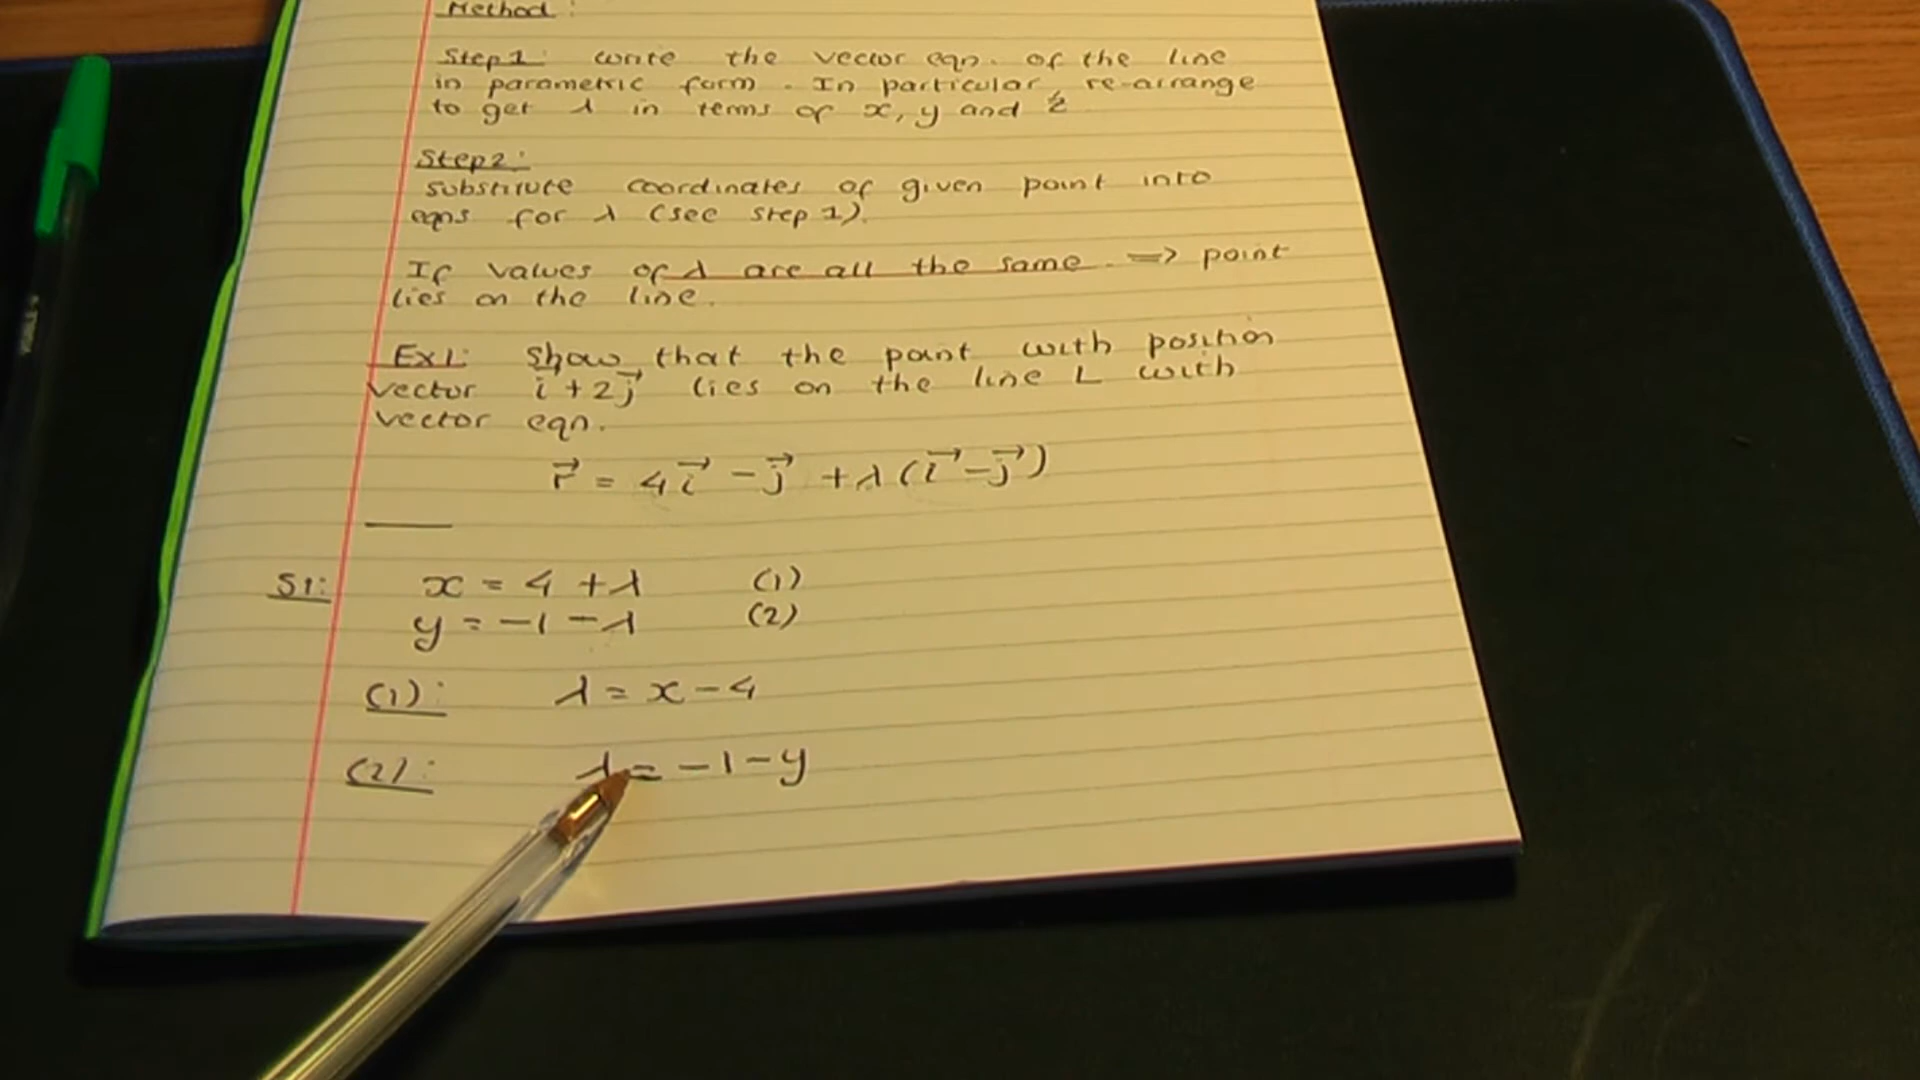 Method:
Step 1: write the vector eqn. of the line
in parametric form. In particular, re-arrange
to get λ in terms of x, y and z
Step 2:
substitute coordinates of given point into
eqns for λ (see step 1).
If values of λ are all the same ⇒ point
lies on the line.
Ex1: Show that the point with position
vector i⃗ + 2j⃗ lies on the line L with
vector eqn.
r⃗ = 4i⃗ - j⃗ + λ(i⃗ - j⃗)
S1: x = 4 + λ (1)
y = -1 - λ (2)
(1): λ = x - 4
(2): λ = -1 - y